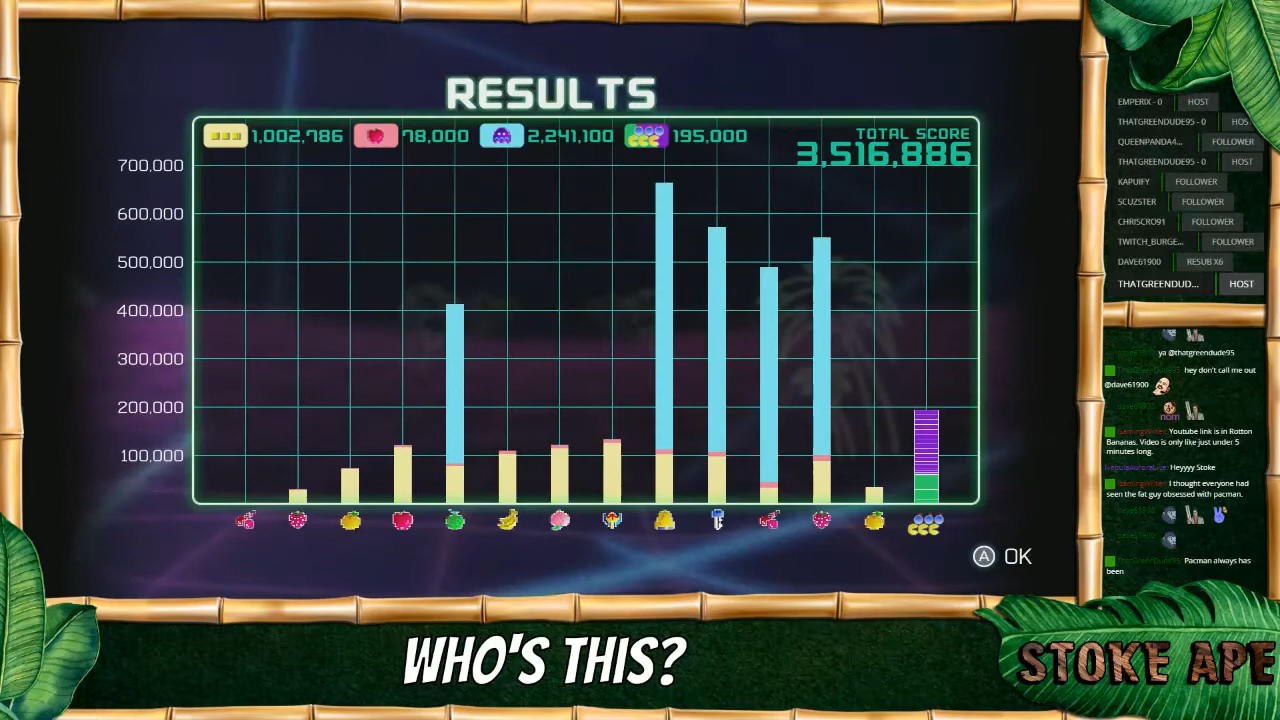 RESULTS
1,002,786 78,000 2,241,100 195,000
TOTAL SCORE
3,516,886
700,000
600,000
500,000
400,000
300,000
200,000
100,000
A OK
WHO'S THIS?
STOKE APE
EMPERIX - 0 HOST
THATGREENDUDE95 - 0 HOS
QUEENPANDA4... FOLLOWER
THATGREENDUDE95 - 0 HOST
KAPUIFY FOLLOWER
SCUZSTER FOLLOWER
CHRISCRO91 FOLLOWER
TWITCH_BURGE... FOLLOWER
DAVE61900 RESUB X6
THATGREENDUD... HOST
ya @thatgreendude95
hey don't call me out
@dave61900
dave61900
nom
Youtube link is in Rotton
Bananas. Video is only like just under 5
minutes long.
Heyyyy Stoke
I thought everyone had
seen the fat guy obsessed with pacman.
Pacman always has
been